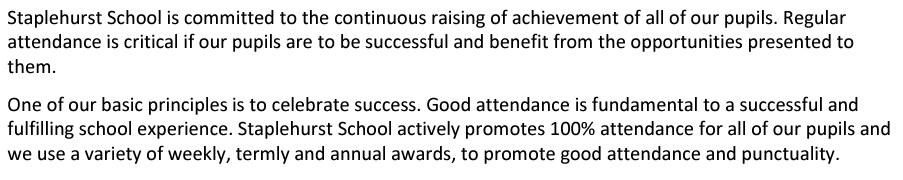 Staplehurst School is committed to the continuous raising of achievement of all of our pupils. Regular
attendance is critical if our pupils are to be successful and benefit from the opportunities presented to
them.
One of our basic principles is to celebrate success. Good attendance is fundamental to a successful and
fulfilling school experience. Staplehurst School actively promotes 100% attendance for all of our pupils and
we use a variety of weekly, termly and annual awards, to promote good attendance and punctuality.